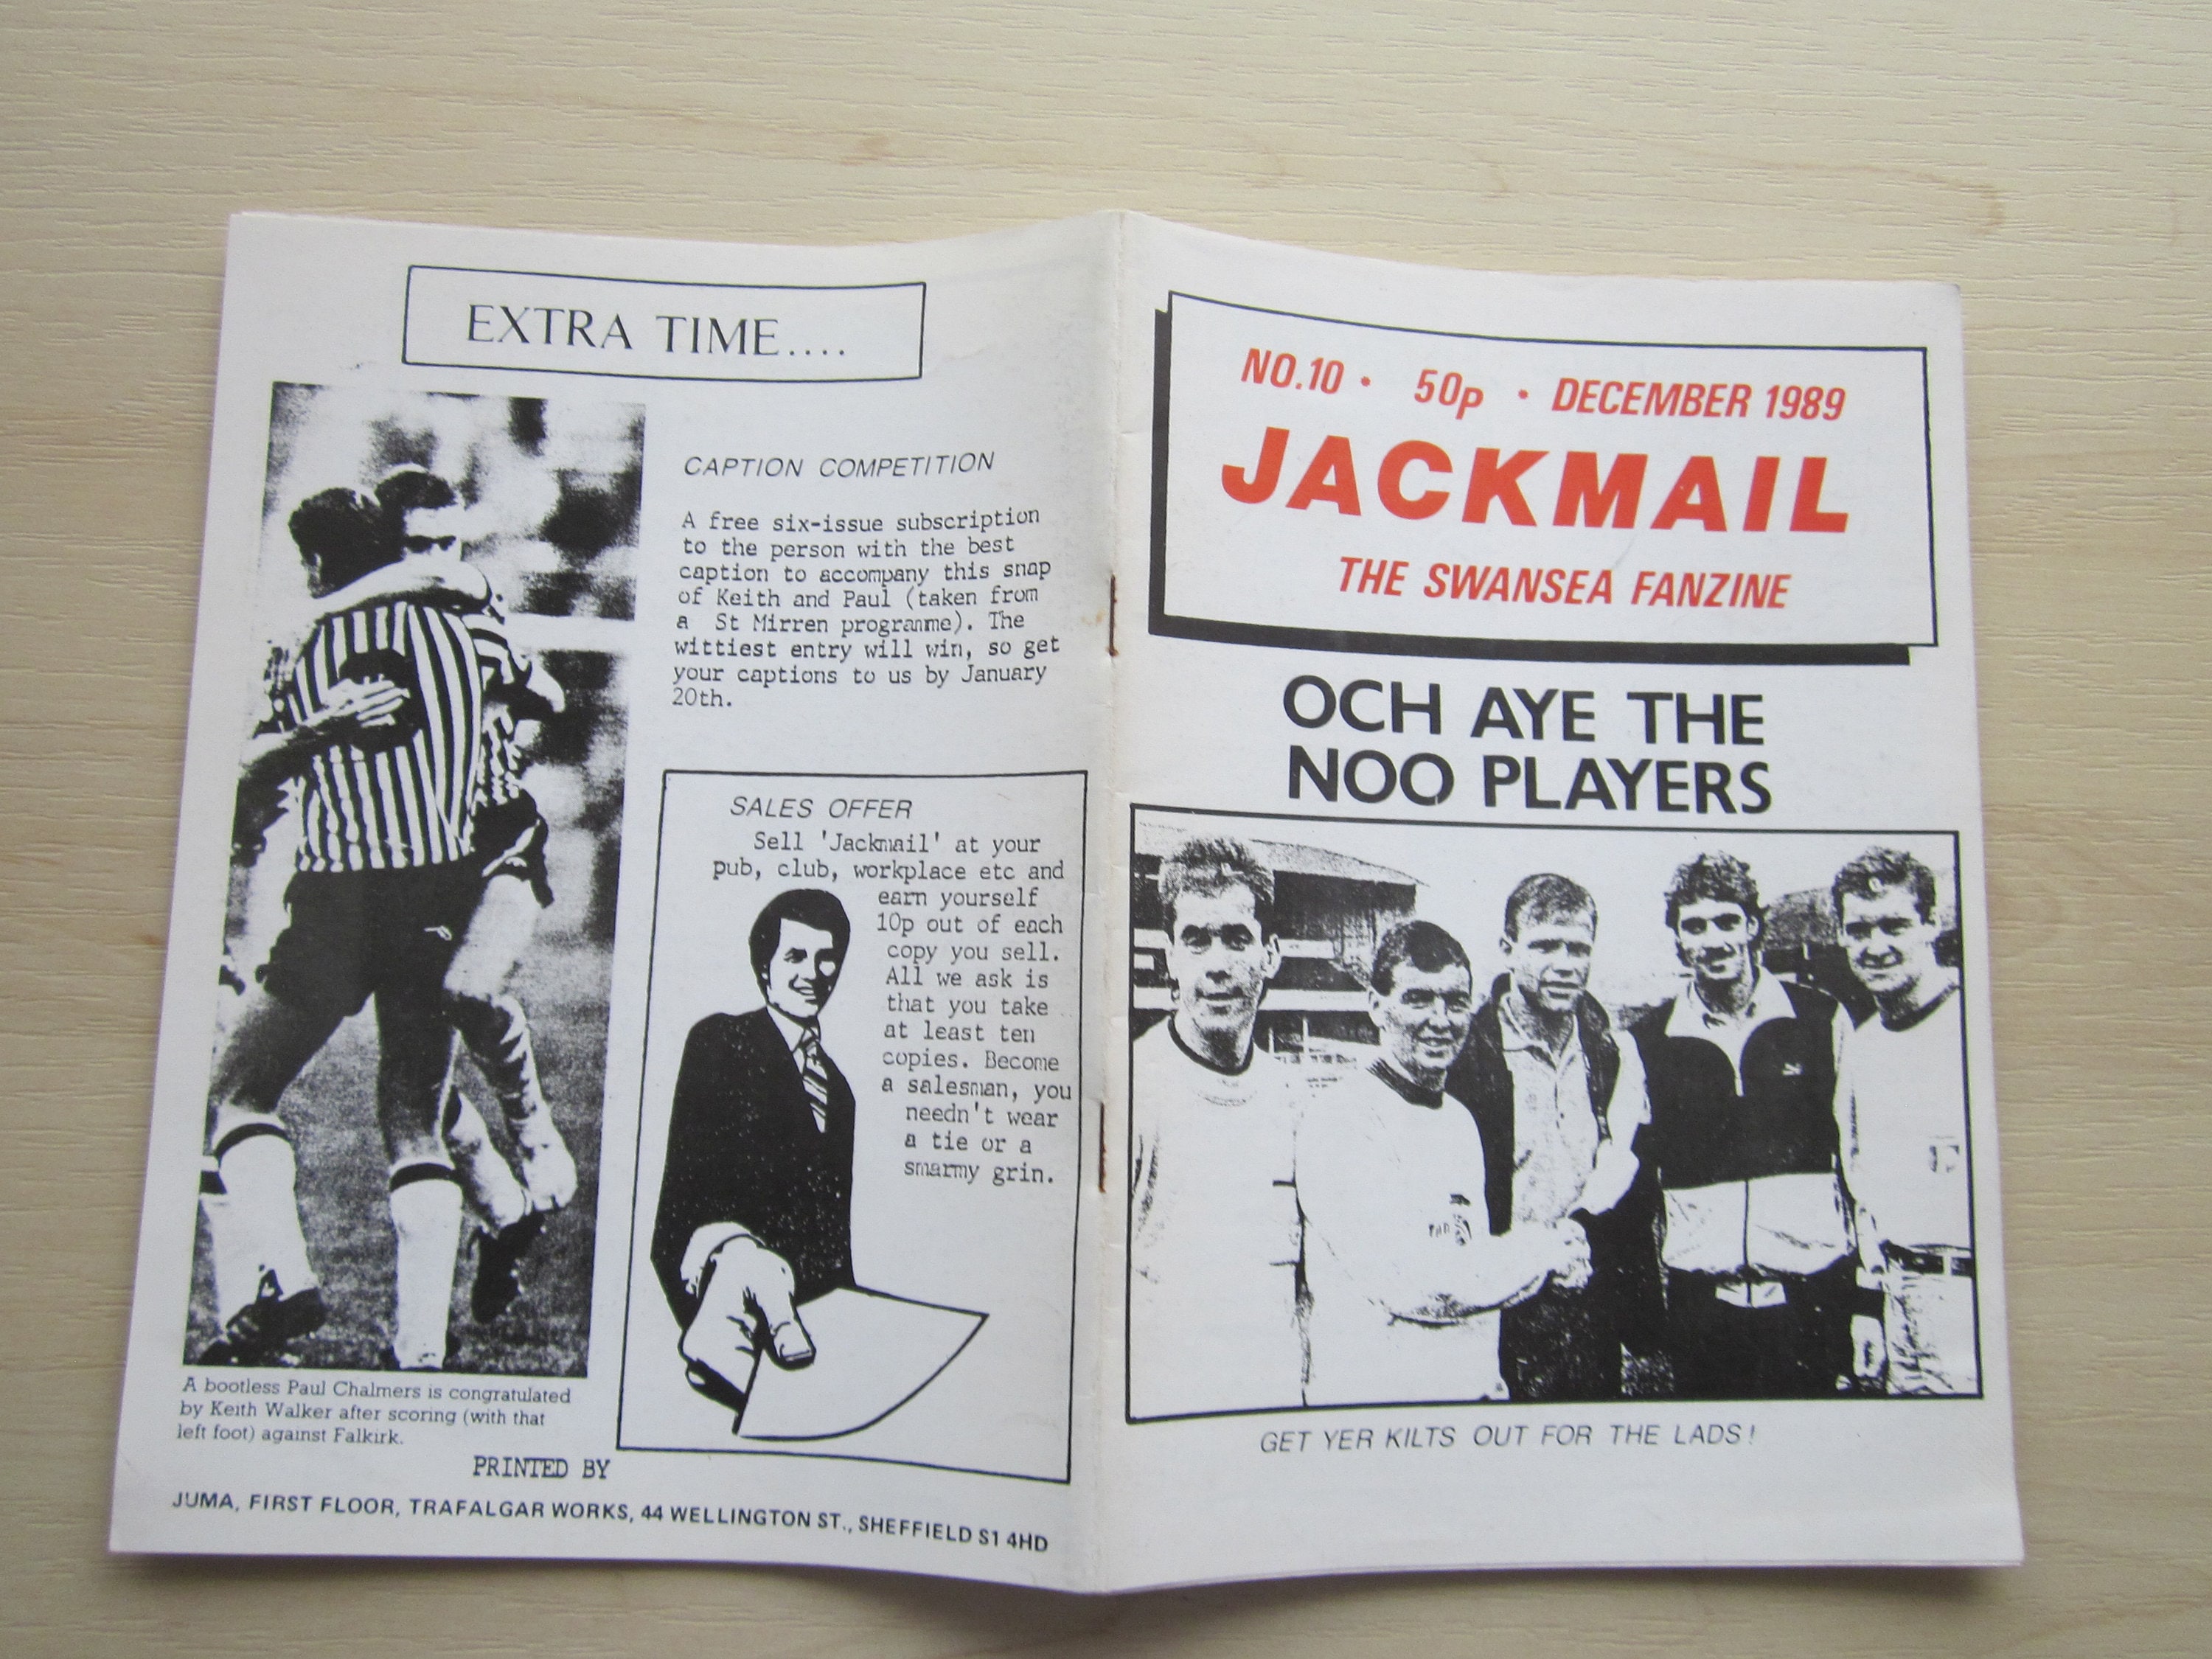 EXTRA TIME....
CAPTION COMPETITION
A free six-issue subscription
to the person with the best
caption to accompany this snap
of Keith and Paul (taken from
a St Mirren programme). The
wittiest entry will win, so get
your captions to us by January
20th.
SALES OFFER
Sell 'Jackmail' at your
pub, club, workplace etc and
earn yourself
10p out of each
copy you sell.
All we ask is
that you take
at least ten
copies. Become
a salesman, you
needn't wear
a tie or a
smarmy grin.
A bootless Paul Chalmers is congratulated
by Keith Walker after scoring (with that
left foot) against Falkirk.
PRINTED BY
JUMA, FIRST FLOOR, TRAFALGAR WORKS, 44 WELLINGTON ST., SHEFFIELD S1 4HD
NO.10 • 50p • DECEMBER 1989
JACKMAIL
THE SWANSEA FANZINE
OCH AYE THE
NOO PLAYERS
GET YER KILTS OUT FOR THE LADS!